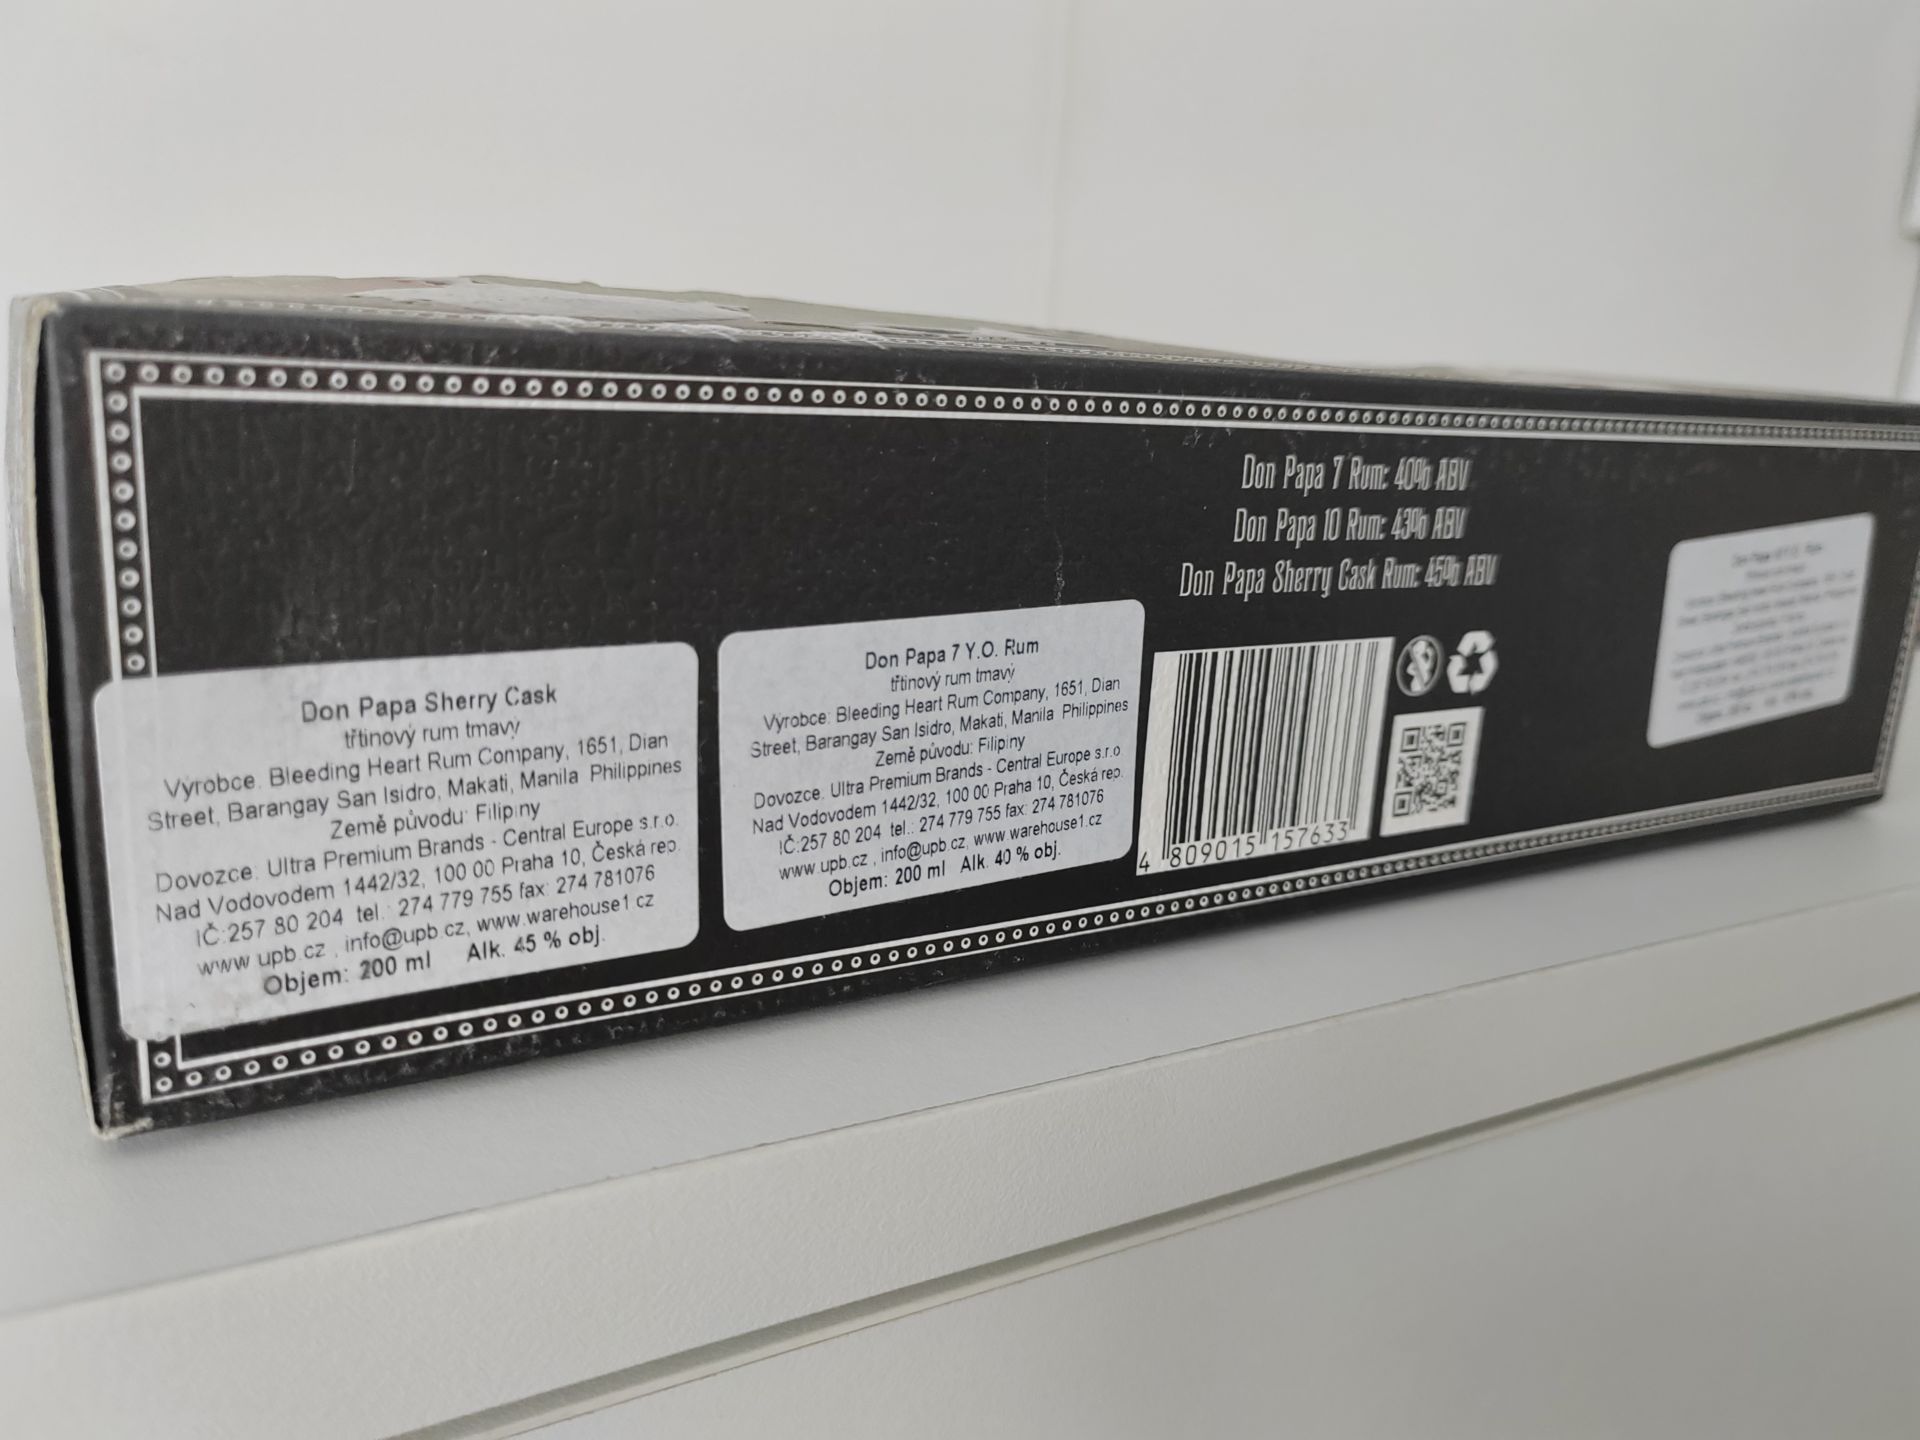 Don Papa 7 Rum: 40% ABV
Don Papa 10 Rum: 43% ABV
Don Papa Sherry Cask Rum: 45% ABV
Don Papa Sherry Cask
třtinový rum tmavý
Výrobce: Bleeding Heart Rum Company, 1651, Dian
Street, Barangay San Isidro, Makati, Manila Philippines
Země původu: Filipiny
Dovozce: Ultra Premium Brands - Central Europe s.r.o.
Nad Vodovodem 1442/32, 100 00 Praha 10, Česká rep.
IČ:257 80 204 tel.: 274 779 755 fax: 274 781076
www.upb.cz , info@upb.cz, www.warehouse1.cz
Objem: 200 ml Alk. 45 % obj.
Don Papa 7 Y.O. Rum
třtinový rum tmavý
Výrobce: Bleeding Heart Rum Company, 1651, Dian
Street, Barangay San Isidro, Makati, Manila Philippines
Země původu: Filipiny
Dovozce: Ultra Premium Brands - Central Europe s.r.o.
Nad Vodovodem 1442/32, 100 00 Praha 10, Česká rep.
IČ:257 80 204 tel.: 274 779 755 fax: 274 781076
www.upb.cz , info@upb.cz, www.warehouse1.cz
Objem: 200 ml Alk. 40 % obj.
4 809015 157633
Don Papa